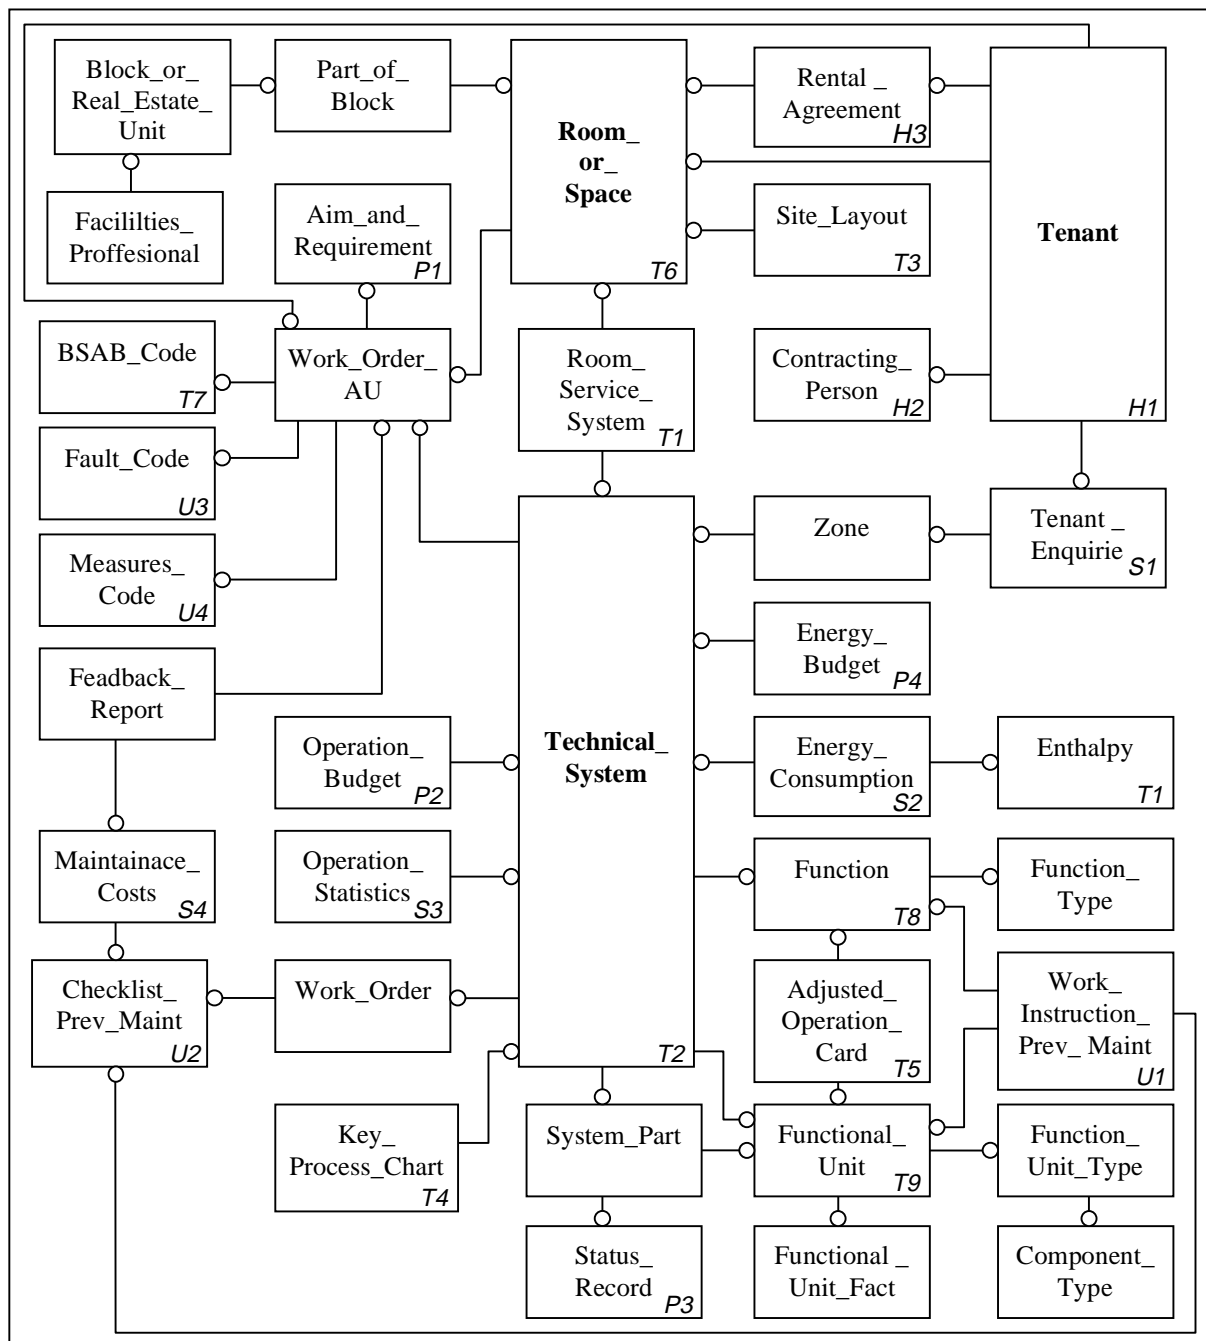 Block_or_
Real_Estate_
Unit
Part_of_
Block
Room_
or_
Space
T6
Rental _
Agreement
H3
Tenant
H1
Facililties_
Proffesional
Aim_and_
Requirement
P1
Site_Layout
T3
BSAB_Code
T7
Work_Order_
AU
Room_
Service_
System
T1
Contracting_
Person
H2
Fault_Code
U3
Technical_
System
T2
Zone
Tenant _
Enquirie
S1
Measures_
Code
U4
Energy_
Budget
P4
Feadback_
Report
Operation_
Budget
P2
Energy_
Consumption
S2
Enthalpy
T1
Maintainace_
Costs
S4
Operation_
Statistics
S3
Function
T8
Function_
Type
Checklist_
Prev_Maint
U2
Work_Order
Adjusted_
Operation_
Card
T5
Work_
Instruction_
Prev_ Maint
U1
Key_
Process_Chart
T4
System_Part
Functional_
Unit
T9
Function_
Unit_Type
Status_
Record
P3
Functional _
Unit_Fact
Component_
Type